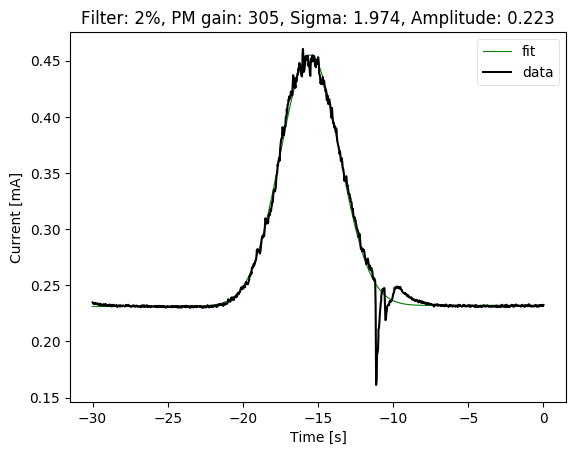 Filter: 2%, PM gain: 305, Sigma: 1.974, Amplitude: 0.223
fit
data
0.45
0.40
0.35
0.30
0.25
0.20
0.15
Current [mA]
−30
−25
−20
−15
−10
−5
0
Time [s]